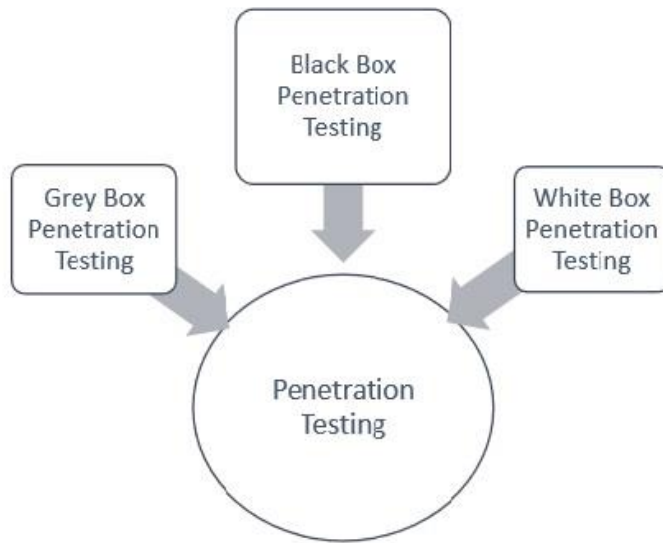 Black Box
Penetration
Testing
Grey Box
Penetration
Testing
White Box
Penetration
Testing
Penetration
Testing